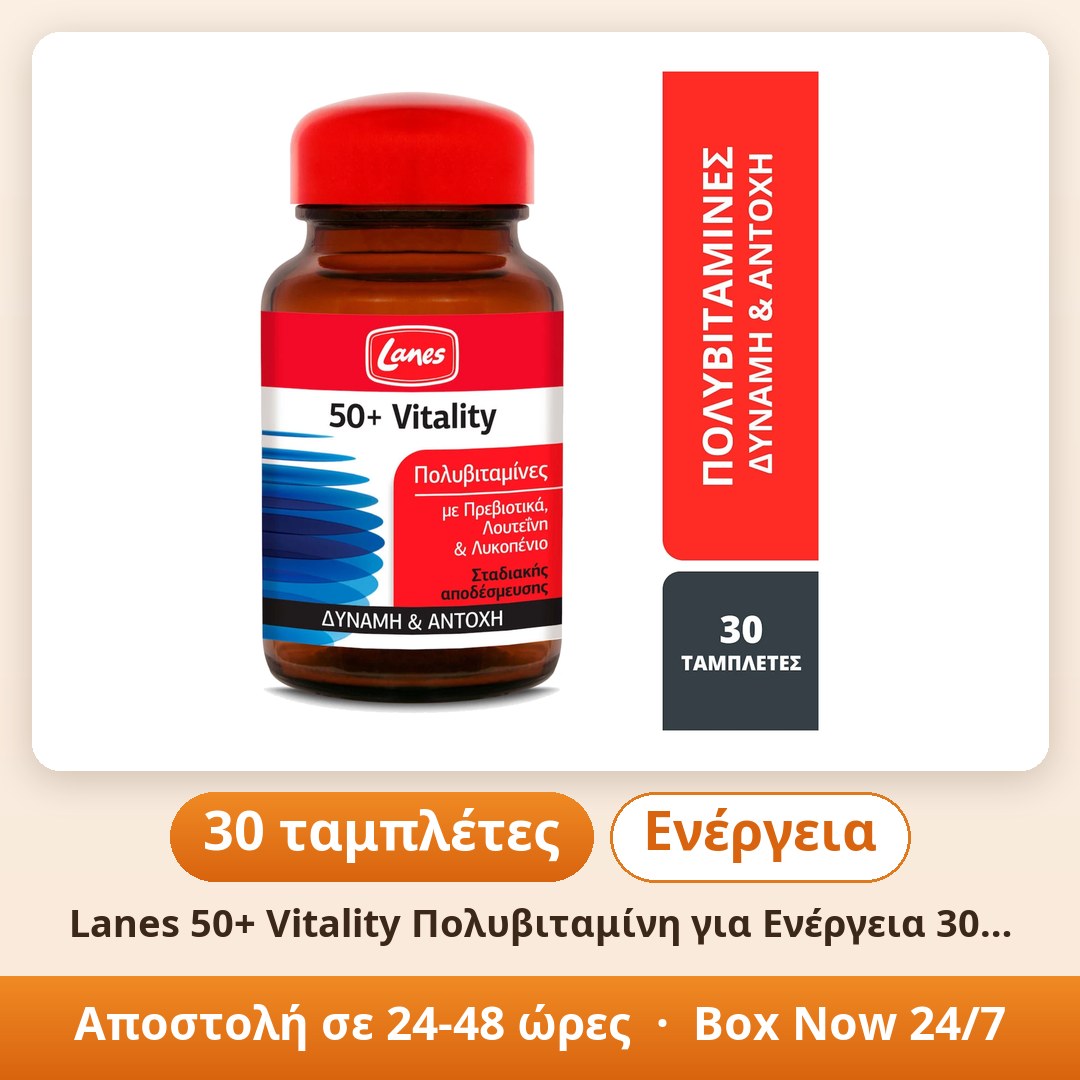 Lanes
50+ Vitality
Πολυβιταμίνες
με Πρεβιοτικά,
Λουτεΐνη
& Λυκοπένιο
Σταδιακής
αποδέσμευσης
ΔΥΝΑΜΗ & ΑΝΤΟΧΗ
ΠΟΛΥΒΙΤΑΜΙΝΕΣ
ΔΥΝΑΜΗ & ΑΝΤΟΧΗ
30
ΤΑΜΠΛΕΤΕΣ
30 ταμπλέτες
Ενέργεια
Lanes 50+ Vitality Πολυβιταμίνη για Ενέργεια 30...
Αποστολή σε 24-48 ώρες · Box Now 24/7